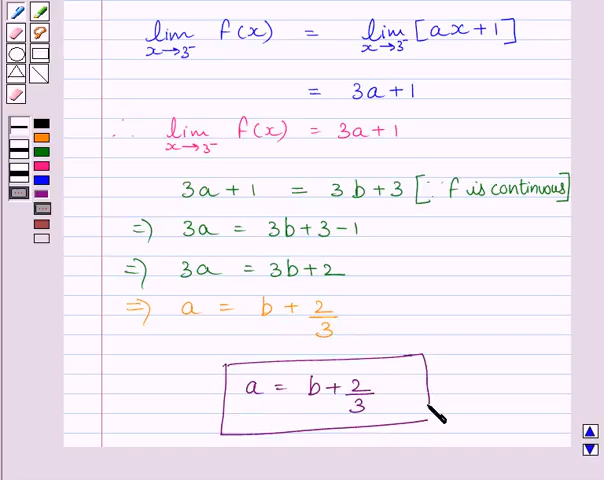 lim f(x) = lim [ax+1]
x→3⁻ x→3⁻
= 3a+1
∴ lim f(x) = 3a+1
x→3⁻
3a+1 = 3b+3 [∵ f is continuous]
⇒ 3a = 3b+3-1
⇒ 3a = 3b+2
⇒ a = b+2/3
a = b+2/3